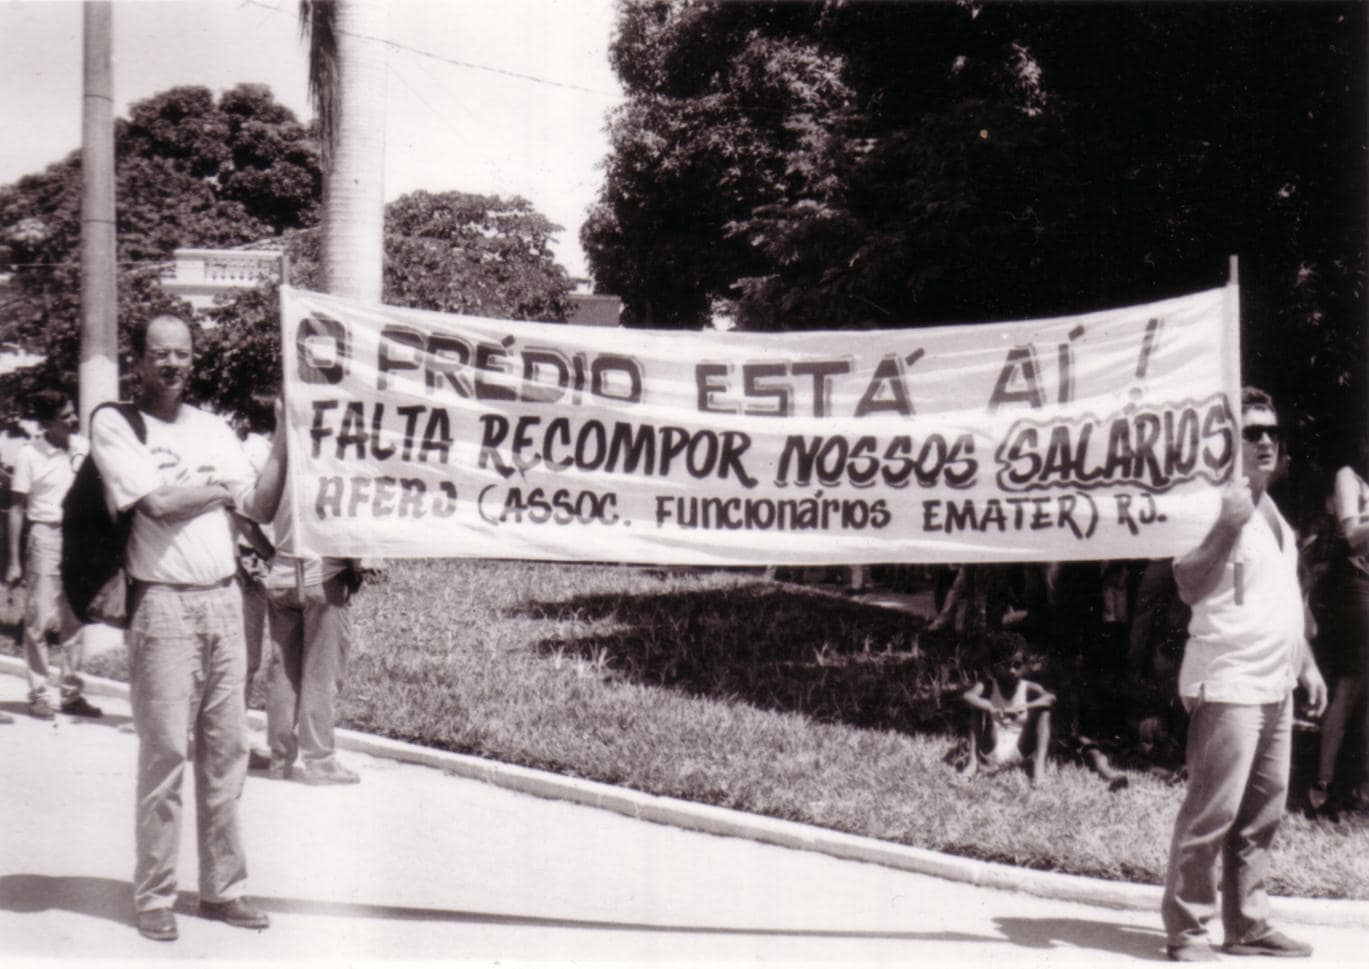 O PRÉDIO ESTÁ AÍ!
FALTA RECOMPOR NOSSOS SALÁRIOS
AFERJ (ASSOC. FUNCIONÁRIOS EMATER) RJ.